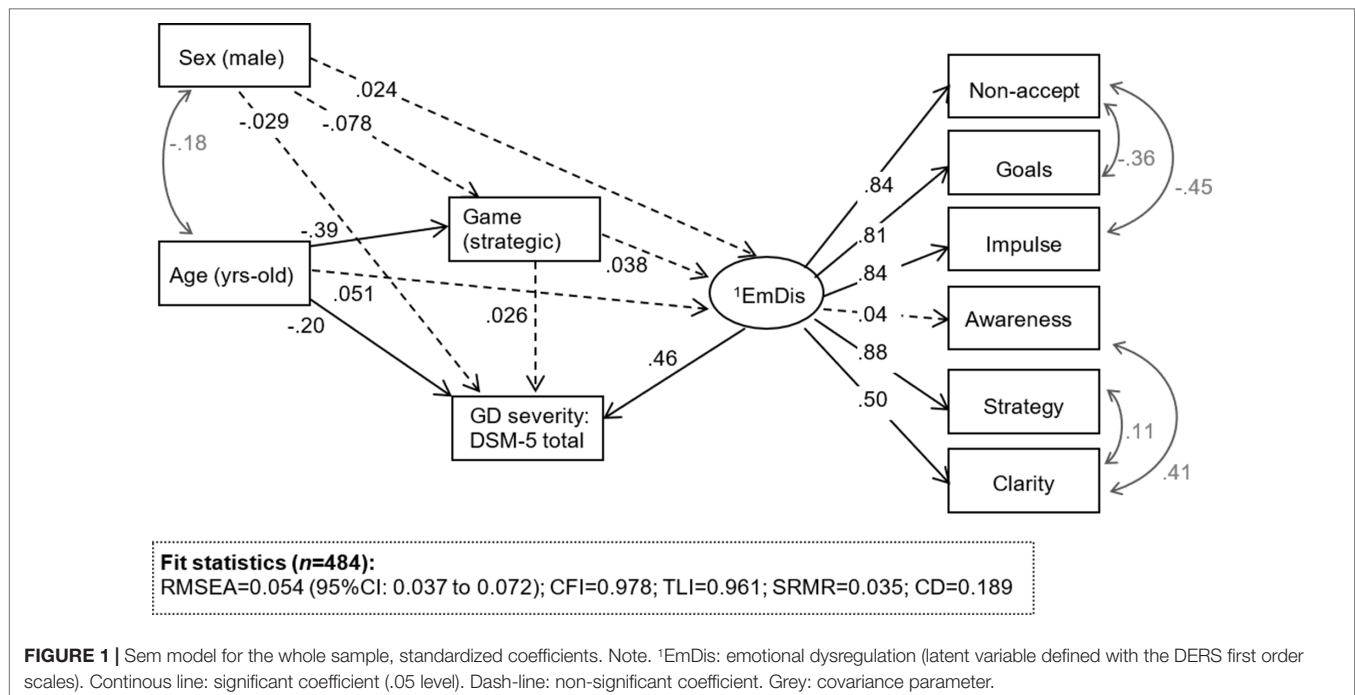 Sex (male)
.024
-.029
-.078
-.18
Non-accept
Goals
-.36
-.45
.84
Game
(strategic)
-.39
.81
Impulse
Age (yrs-old)
.038
.84
¹EmDis
.051
.04
Awareness
-.20
.026
.88
.46
.50
Strategy
GD severity:
DSM-5 total
.11
.41
Clarity
Fit statistics (n=484):
RMSEA=0.054 (95%CI: 0.037 to 0.072); CFI=0.978; TLI=0.961; SRMR=0.035; CD=0.189
FIGURE 1 | Sem model for the whole sample, standardized coefficients. Note. ¹EmDis: emotional dysregulation (latent variable defined with the DERS first order
scales). Continous line: significant coefficient (.05 level). Dash-line: non-significant coefficient. Grey: covariance parameter.